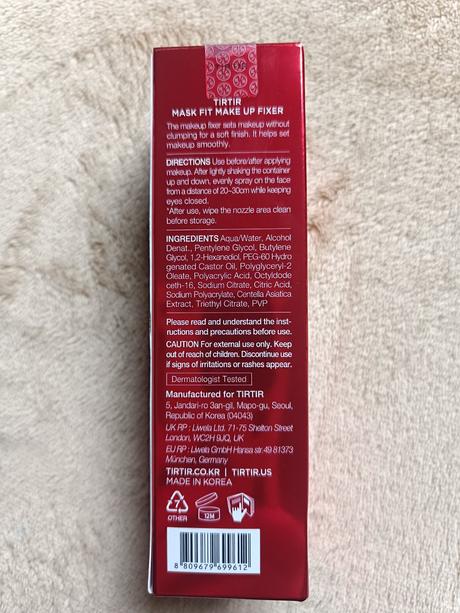 TIRTIR
MASK FIT MAKE UP FIXER
The makeup fixer sets makeup without
clumping for a soft finish. It helps set
makeup smoothly.
DIRECTIONS Use before/after applying
makeup. After lightly shaking the container
up and down, evenly spray on the face
from a distance of 20~30cm while keeping
eyes closed.
*After use, wipe the nozzle area clean
before storage.
INGREDIENTS Aqua/Water, Alcohol
Denat., Pentylene Glycol, Butylene
Glycol, 1,2-Hexanediol, PEG-60 Hydro
genated Castor Oil, Polyglyceryl-2
Oleate, Polyacrylic Acid, Octyldode
ceth-16, Sodium Citrate, Citric Acid,
Sodium Polyacrylate, Centella Asiatica
Extract, Triethyl Citrate, PVP
Please read and understand the inst-
ructions and precautions before use.
CAUTION For external use only. Keep
out of reach of children. Discontinue use
if signs of irritations or rashes appear.
Dermatologist Tested
Manufactured for TIRTIR
5, Jandari-ro 3an-gil, Mapo-gu, Seoul,
Republic of Korea (04043)
UK RP : Liwela Ltd. 71-75 Shelton Street
London, WC2H 9JQ, UK
EU RP : Liwela GmbH Hansa str.49 81373
München, Germany
TIRTIR.CO.KR | TIRTIR.US
MADE IN KOREA
7
OTHER
12M
8 809679 699612